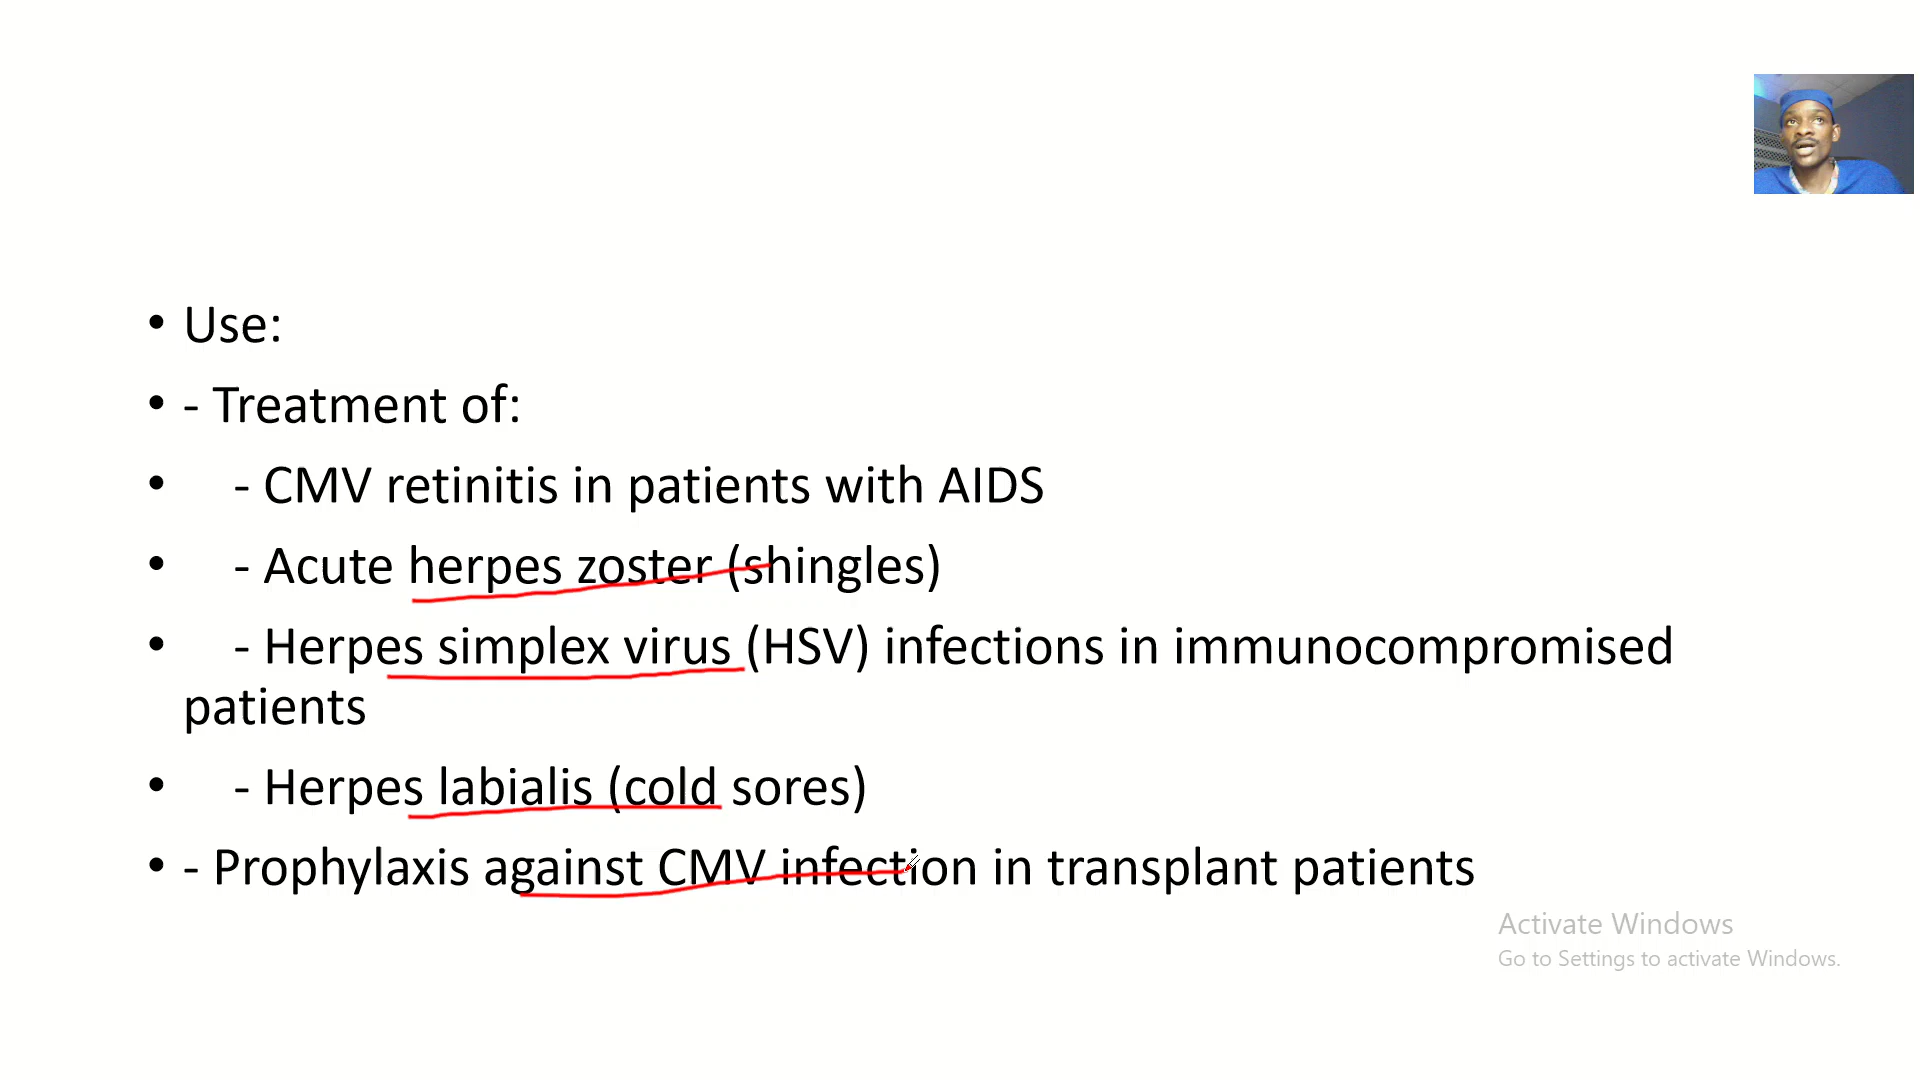 • Use:
• - Treatment of:
• - CMV retinitis in patients with AIDS
• - Acute herpes zoster (shingles)
• - Herpes simplex virus (HSV) infections in immunocompromised
patients
• - Herpes labialis (cold sores)
• - Prophylaxis against CMV infection in transplant patients
Activate Windows
Go to Settings to activate Windows.